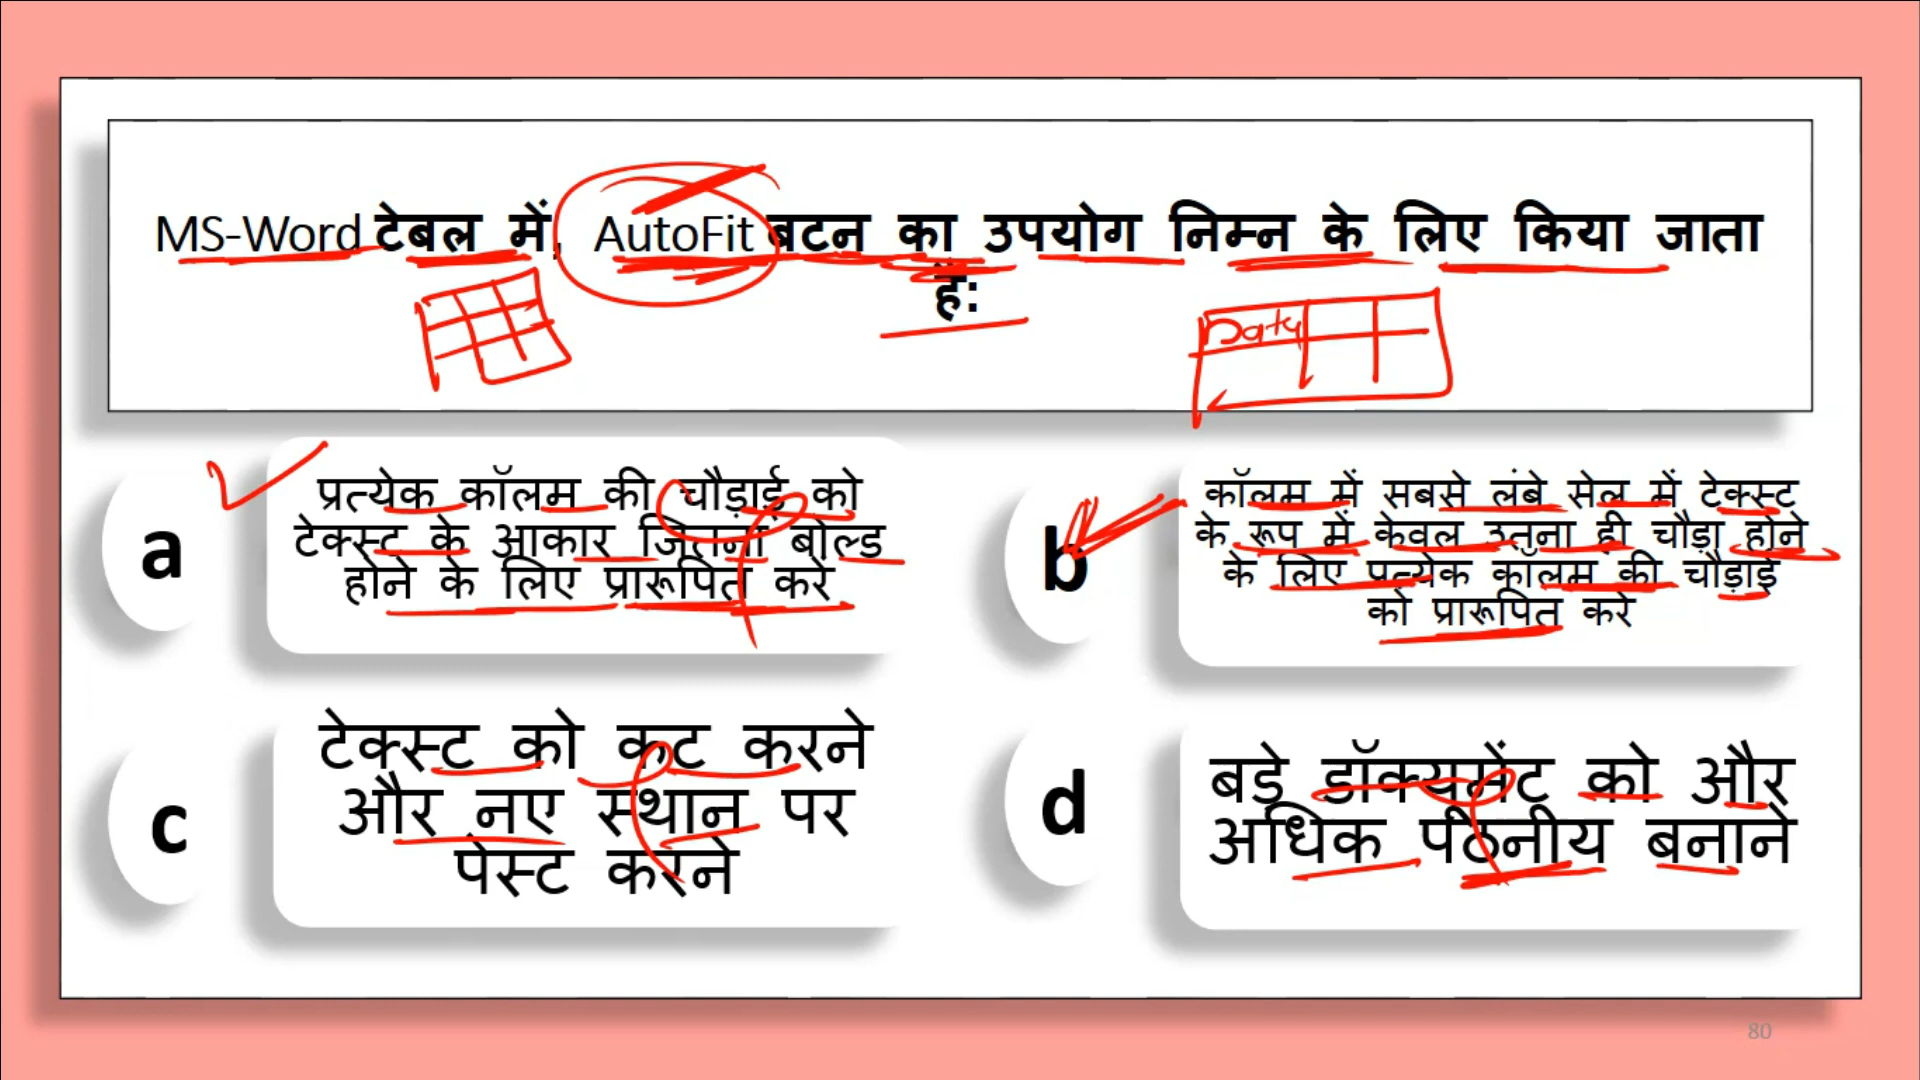 MS-Word टेबल में, AutoFit बटन का उपयोग निम्न के लिए किया जाता
है:
Data
a
प्रत्येक कॉलम की चौड़ाई को
टेक्स्ट के आकार जितना बोल्ड
होने के लिए प्रारूपित करें
b
कॉलम में सबसे लंबे सेल में टेक्स्ट
के रूप में केवल उतना ही चौड़ा होने
के लिए प्रत्येक कॉलम की चौड़ाई
को प्रारूपित करें
c
टेक्स्ट को कट करने
और नए स्थान पर
पेस्ट करने
d
बड़े डॉक्यूमेंट को और
अधिक पठनीय बनाने
80